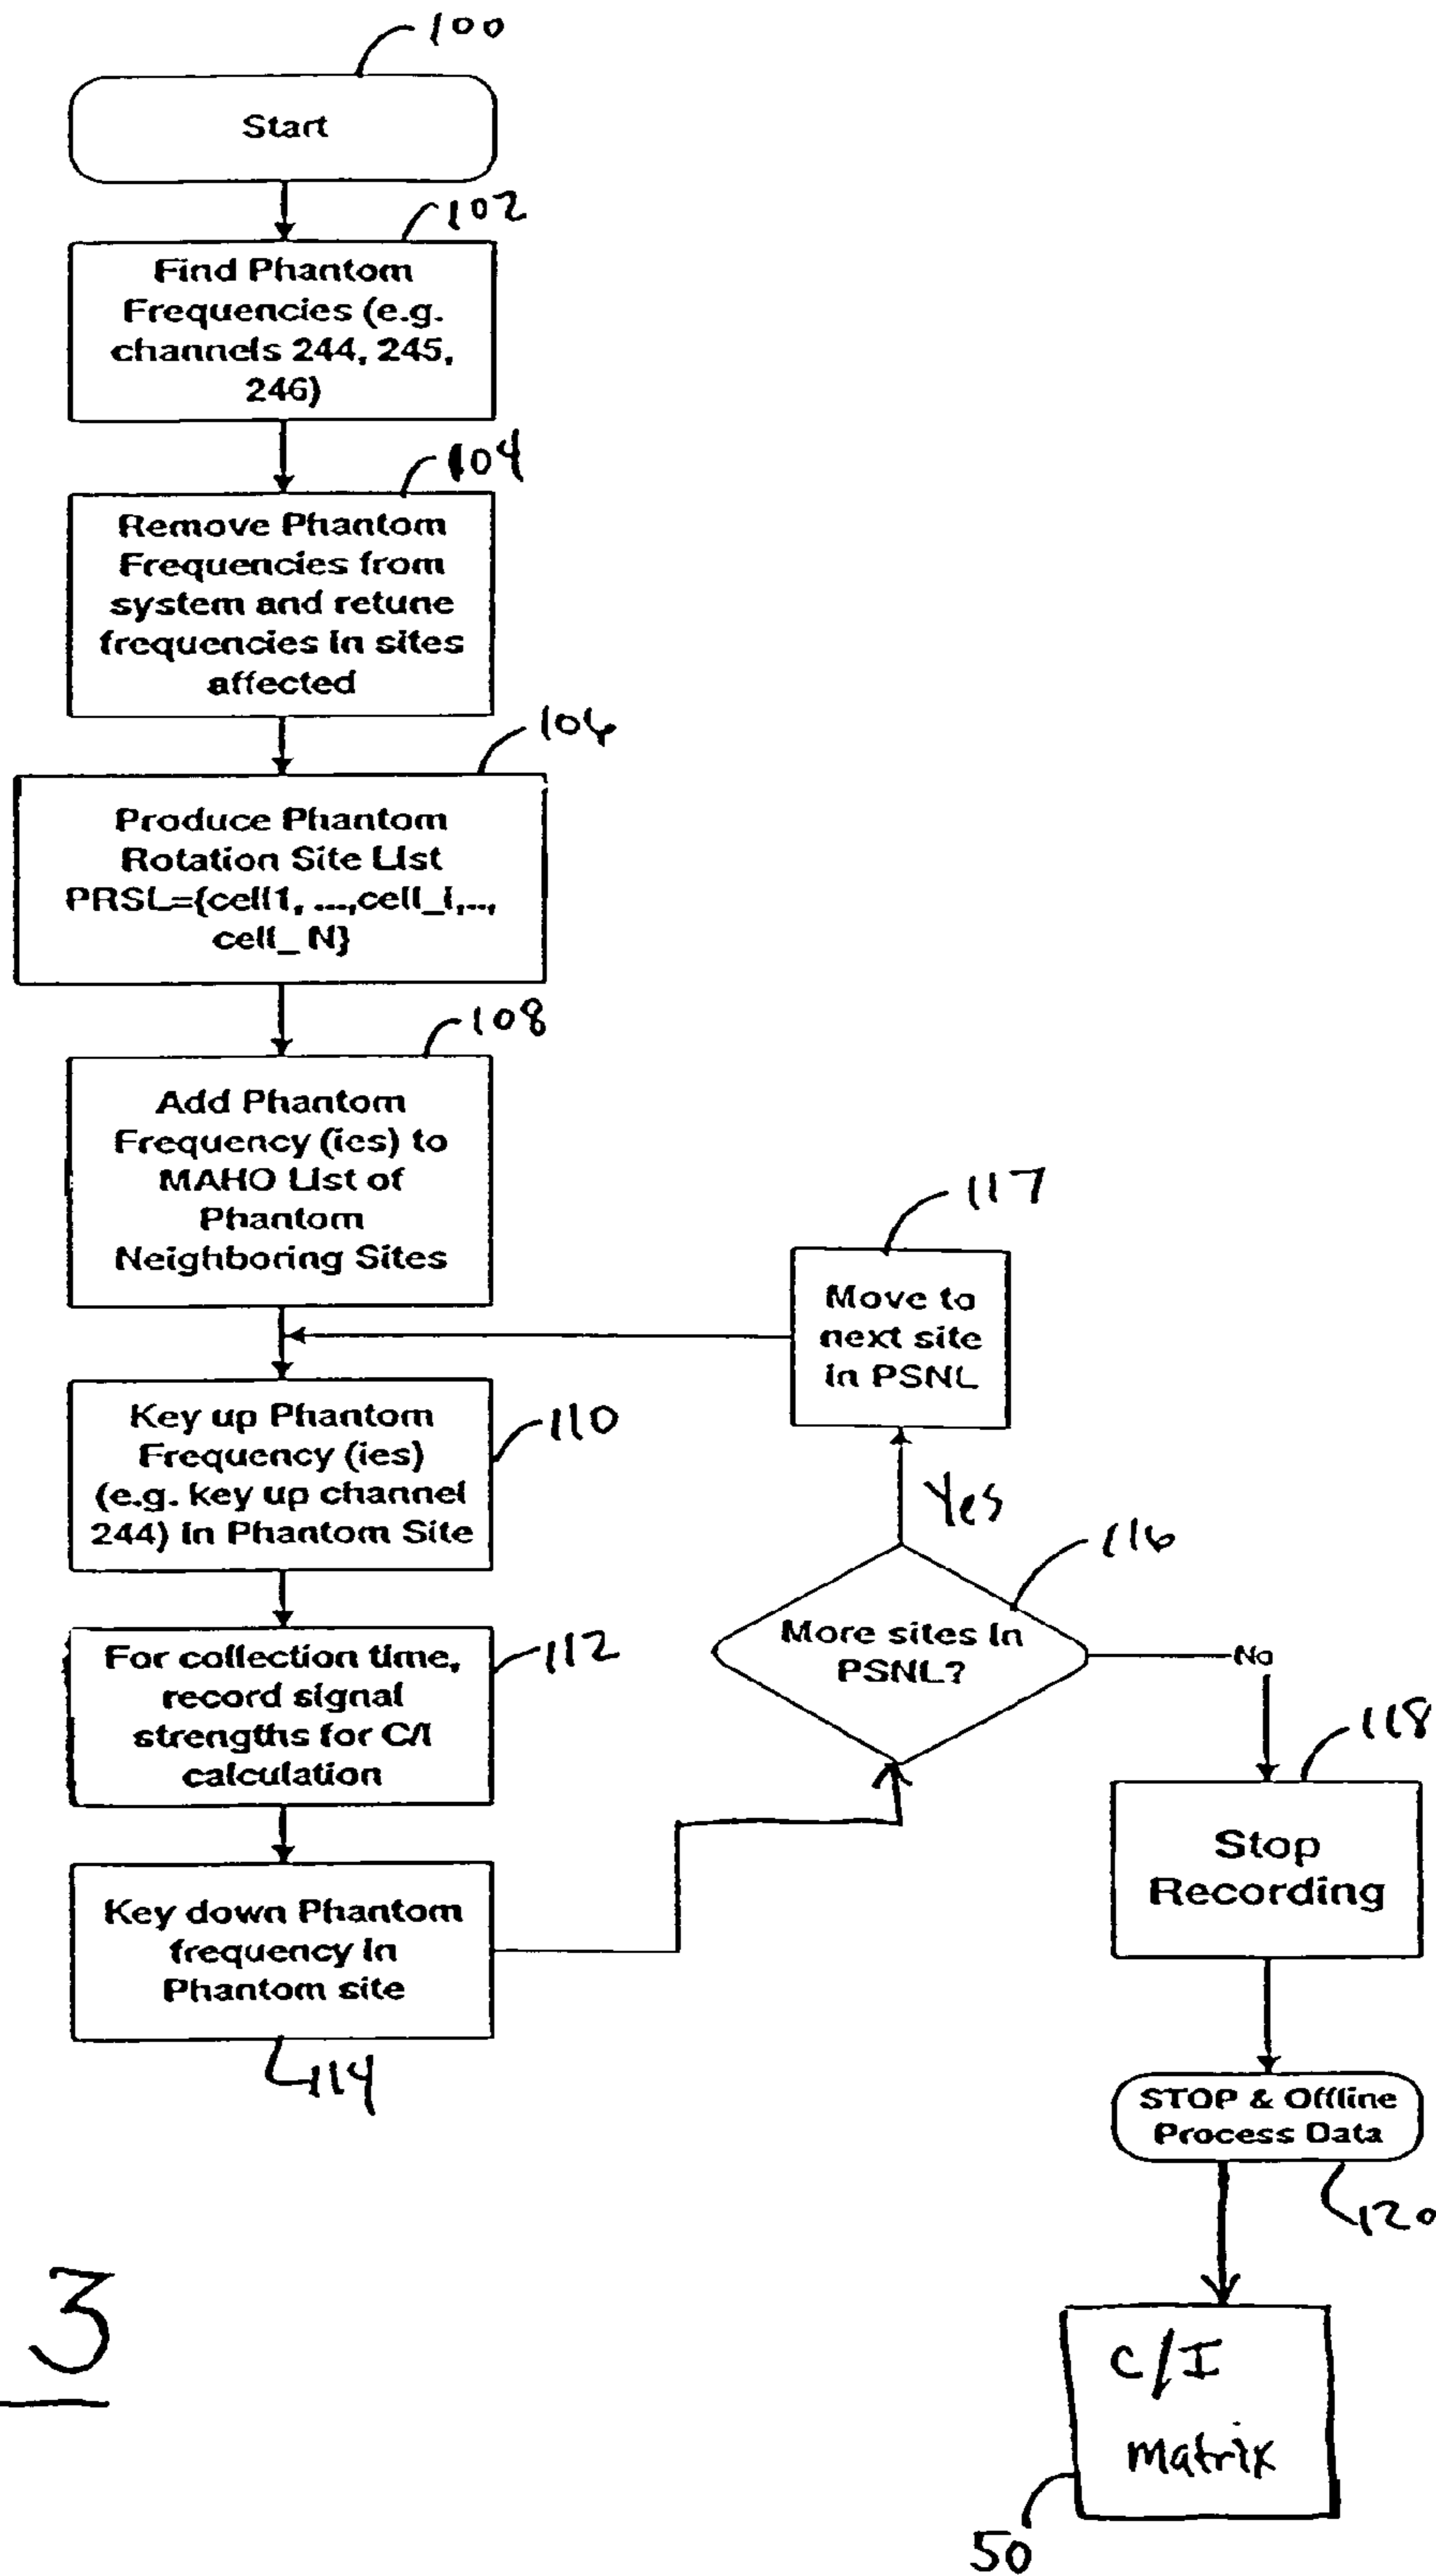 100
Start
102
Find Phantom
Frequencies (e.g.
channels 244, 245,
246)
104
Remove Phantom
Frequencies from
system and retune
frequencies in sites
affected
106
Produce Phantom
Rotation Site List
PRSL={cell1, ...,cell_i,..,
cell_ N}
108
Add Phantom
Frequency (ies) to
MAHO List of
Phantom
Neighboring Sites
117
Move to
next site
in PSNL
Key up Phantom
Frequency (ies)
(e.g. key up channel
244) in Phantom Site
110
Yes
116
More sites in
PSNL?
No
For collection time,
record signal
strengths for C/I
calculation
112
118
Stop
Recording
Key down Phantom
frequency in
Phantom site
114
STOP & Offline
Process Data
120
3
C/I
matrix
50